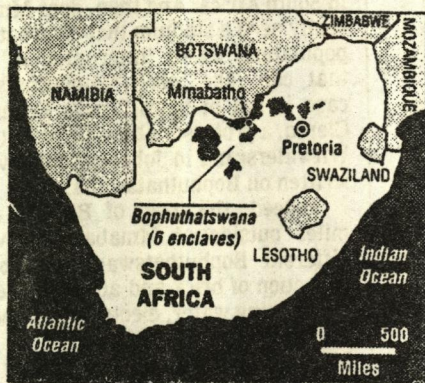 ZIMBABWE
MOZAMBIQUE
BOTSWANA
NAMIBIA
Mmabatho
Pretoria
SWAZILAND
Bophuthatswana
(6 enclaves)
LESOTHO
SOUTH
AFRICA
Indian
Ocean
Atlantic
Ocean
0 500
Miles